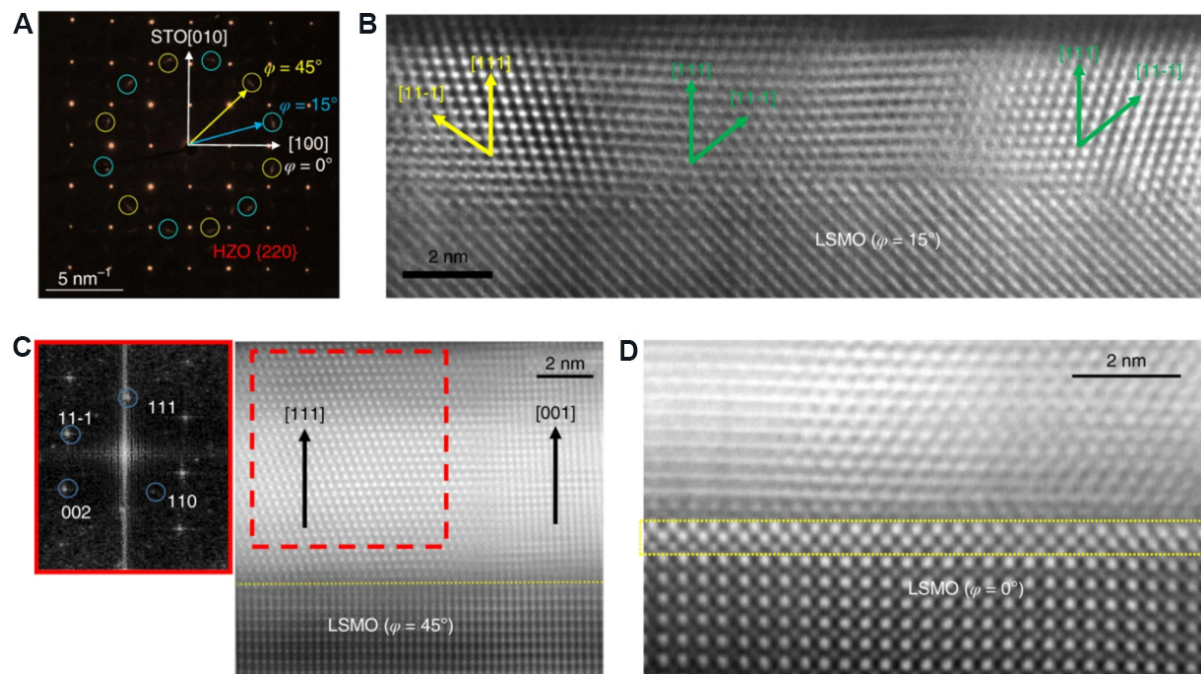 A
STO[010]
φ = 45°
φ = 15°
[100]
φ = 0°
HZO {220}
5 nm⁻¹
B
[111]
[11-1]
[111]
[11-1]
[111]
[11-1]
LSMO (φ = 15°)
2 nm
C
111
11-1
002
110
2 nm
[111]
[001]
LSMO (φ = 45°)
D
2 nm
LSMO (φ = 0°)